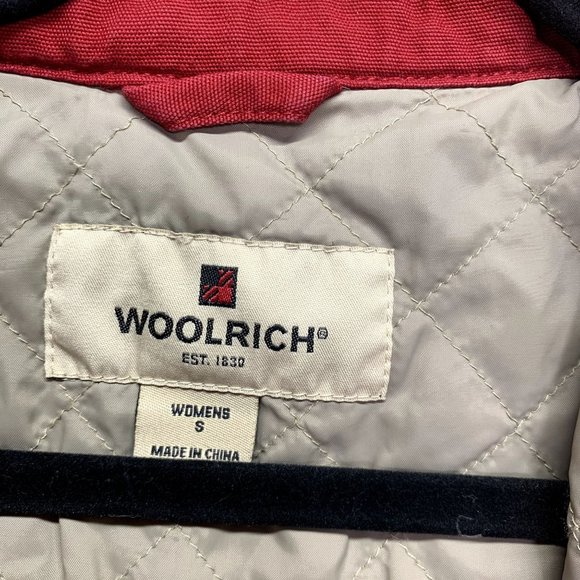 WOOLRICH®
EST. 1830
WOMENS
S
MADE IN CHINA